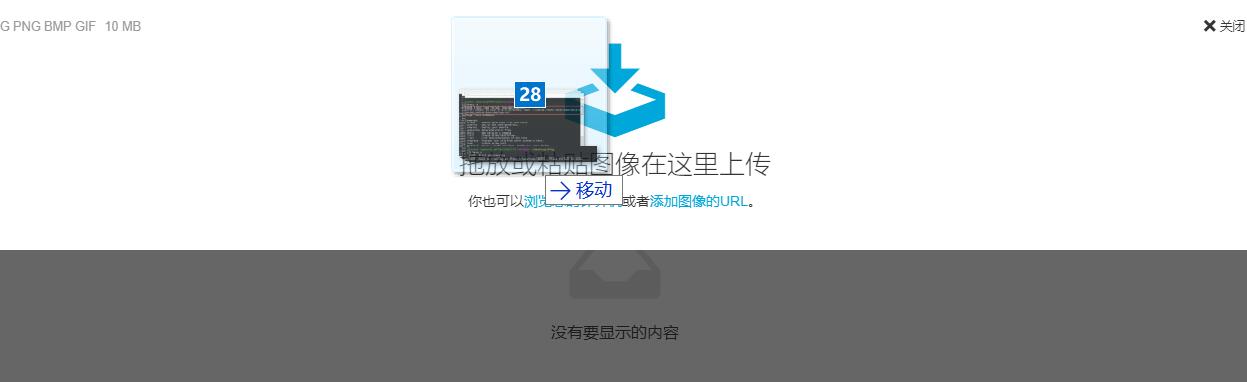 G PNG BMP GIF 10 MB
关闭
28
拖放或粘贴图像在这里上传
移动
你也可以浏览或者添加图像的URL。
没有要显示的内容